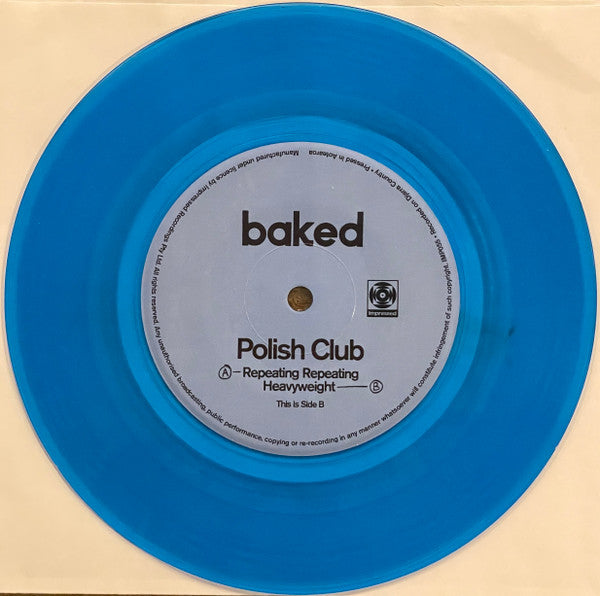 baked
impressed
Polish Club
A – Repeating Repeating
Heavyweight — B
This is Side B
Manufactured under licence by Impressed Recordings Pty Ltd. All rights reserved. Any unauthorised broadcasting, public performance, copying or re-recording in any manner whatsoever will constitute infringement of such copyright. IMP056 • Recorded on Djarra Country • Pressed in Aotearoa